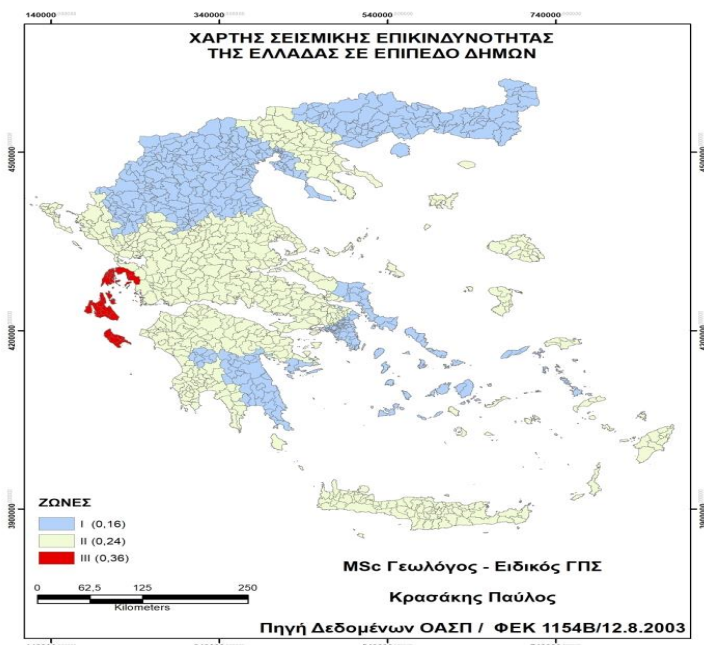 140000 340000 540000 740000
ΧΑΡΤΗΣ ΣΕΙΣΜΙΚΗΣ ΕΠΙΚΙΝΔΥΝΟΤΗΤΑΣ
ΤΗΣ ΕΛΛΑΔΑΣ ΣΕ ΕΠΙΠΕΔΟ ΔΗΜΩΝ
4500000
4200000
ΖΩΝΕΣ
I (0,16)
II (0,24)
III (0,36)
0 62,5 125 250
Kilometers
MSc Γεωλόγος - Ειδικός ΓΠΣ
Κρασάκης Παύλος
Πηγή Δεδομένων ΟΑΣΠ / ΦΕΚ 1154Β/12.8.2003